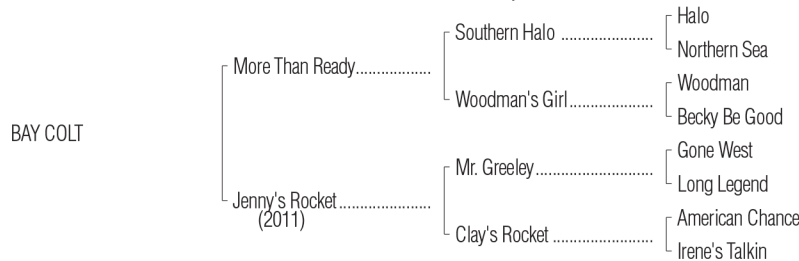 Halo
Southern Halo ......................
Northern Sea
More Than Ready..................
Woodman
Woodman's Girl....................
Becky Be Good
BAY COLT
Gone West
Mr. Greeley............................
Long Legend
Jenny's Rocket......................
(2011)
American Chance
Clay's Rocket ........................
Irene's Talkin